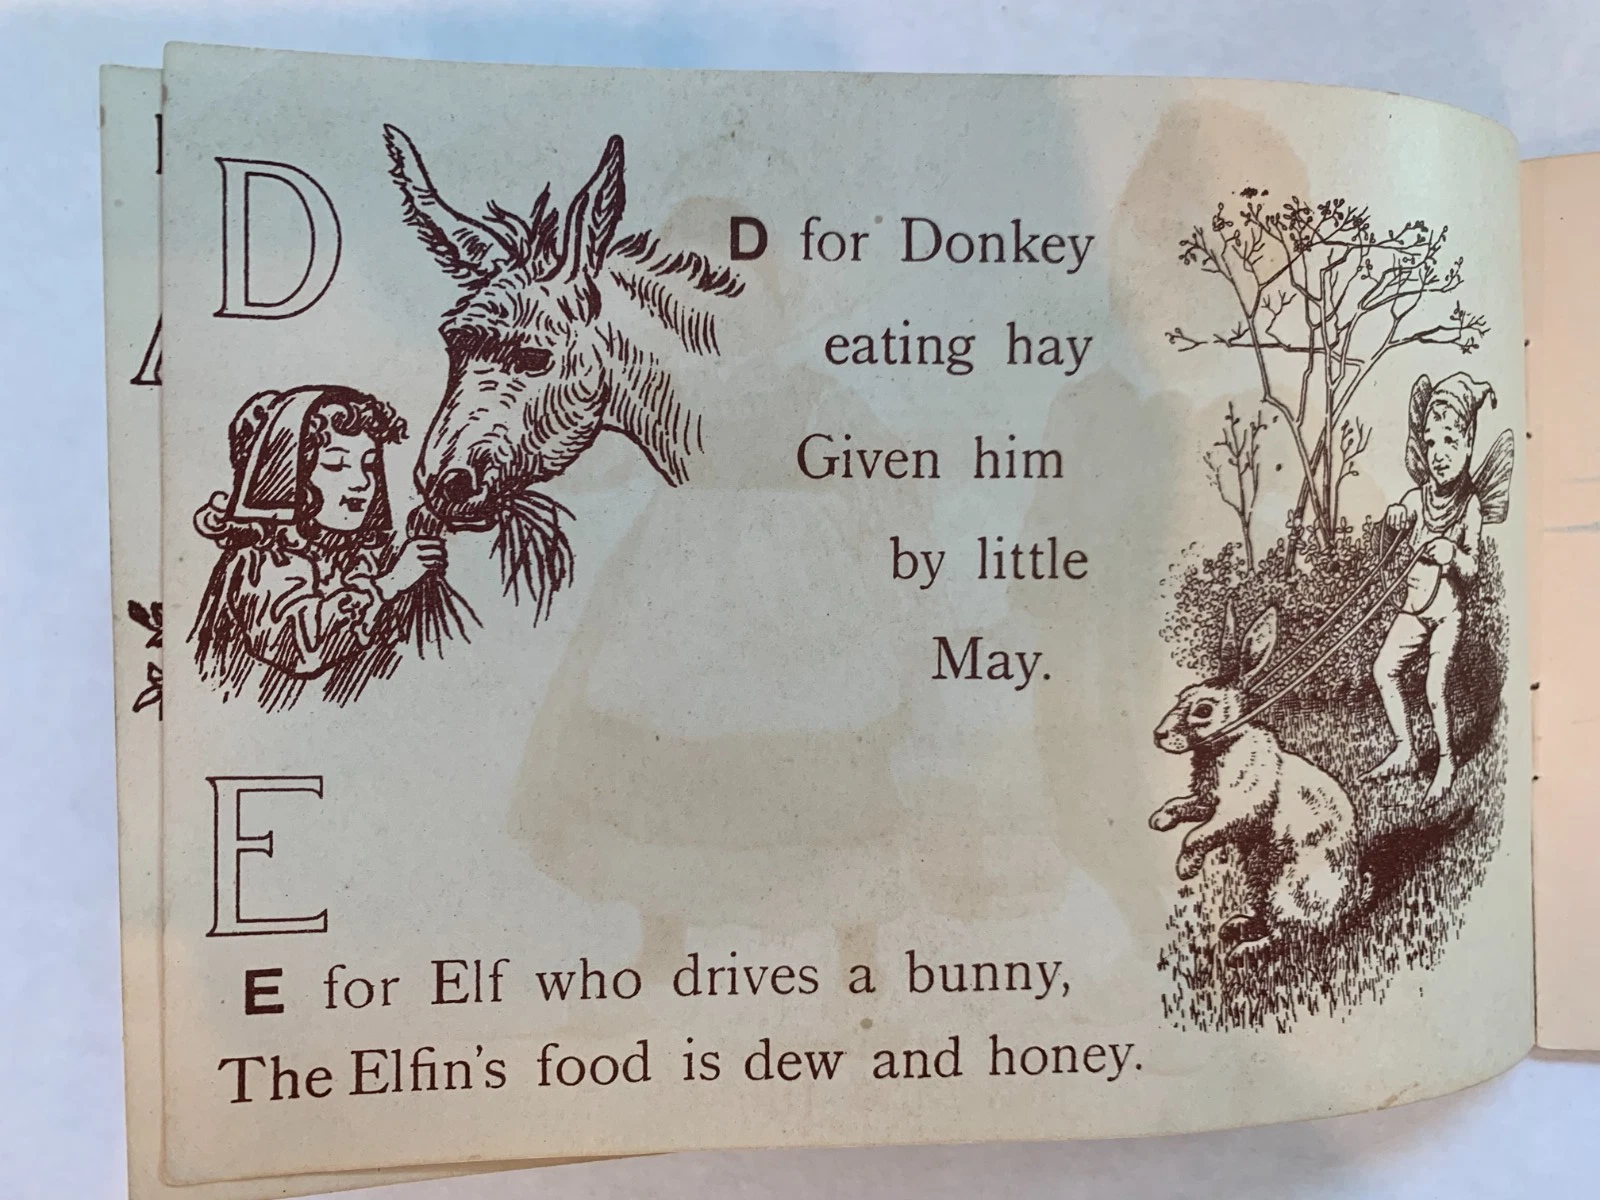 D
D for Donkey
eating hay
Given him
by little
May.
E
E for Elf who drives a bunny,
The Elfin's food is dew and honey.